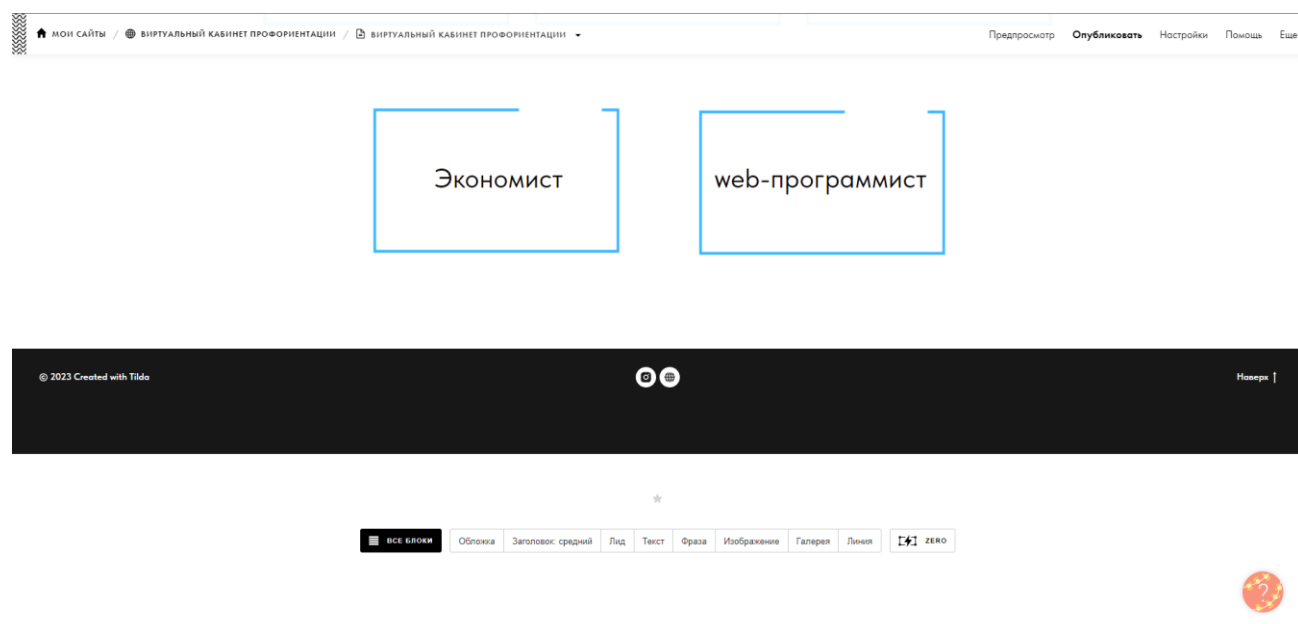 МОИ САЙТЫ / ВИРТУАЛЬНЫЙ КАБИНЕТ ПРОФОРИЕНТАЦИИ / ВИРТУАЛЬНЫЙ КАБИНЕТ ПРОФОРИЕНТАЦИИ Предпросмотр Опубликовать Настройки Помощь Еще
Экономист web-программист
© 2023 Created with Tilda Наверх ↑
ВСЕ БЛОКИ Обложка Заголовок: средний Лид Текст Фраза Изображение Галерея Линия ZERO
?